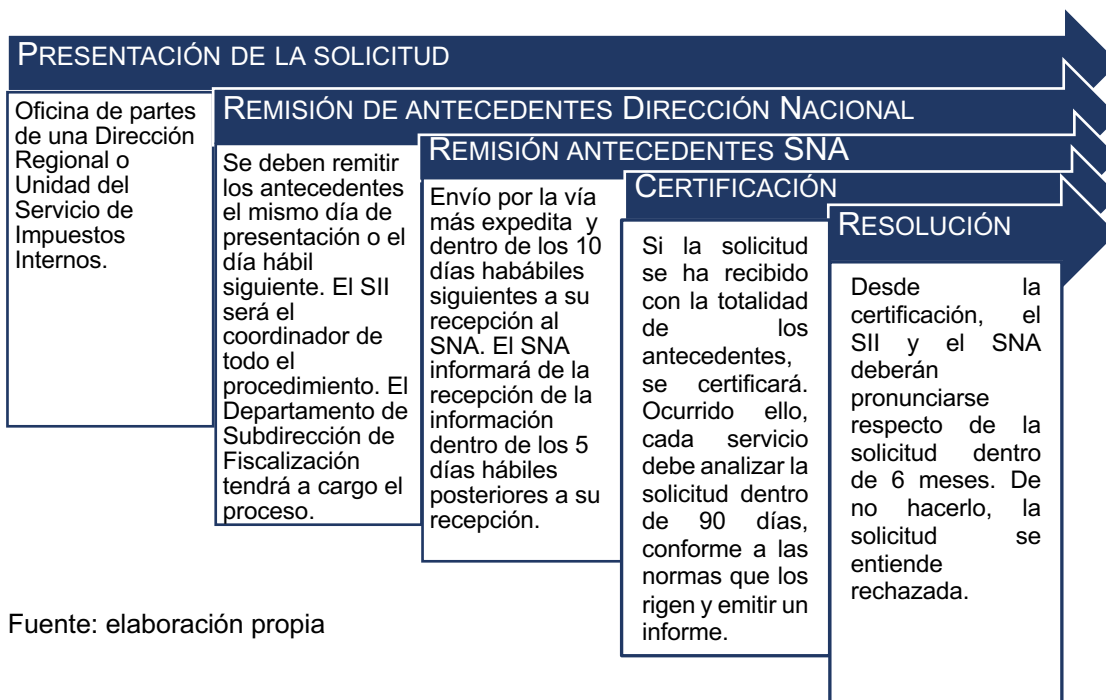 PRESENTACIÓN DE LA SOLICITUD
Oficina de partes
de una Dirección
Regional o
Unidad del
Servicio de
Impuestos
Internos.
REMISIÓN DE ANTECEDENTES DIRECCIÓN NACIONAL
Se deben remitir
los antecedentes
el mismo día de
presentación o el
día hábil
siguiente. El SII
será el
coordinador de
todo el
procedimiento. El
Departamento de
Subdirección de
Fiscalización
tendrá a cargo el
proceso.
REMISIÓN ANTECEDENTES SNA
Envío por la vía
más expedita y
dentro de los 10
días habábiles
siguientes a su
recepción al
SNA. El SNA
informará de la
recepción de la
información
dentro de los 5
días hábiles
posteriores a su
recepción.
CERTIFICACIÓN
Si la solicitud
se ha recibido
con la totalidad
de los
antecedentes,
se certificará.
Ocurrido ello,
cada servicio
debe analizar la
solicitud dentro
de 90 días,
conforme a las
normas que los
rigen y emitir un
informe.
RESOLUCIÓN
Desde la
certificación, el
SII y el SNA
deberán
pronunciarse
respecto de la
solicitud dentro
de 6 meses. De
no hacerlo, la
solicitud se
entiende
rechazada.
Fuente: elaboración propia